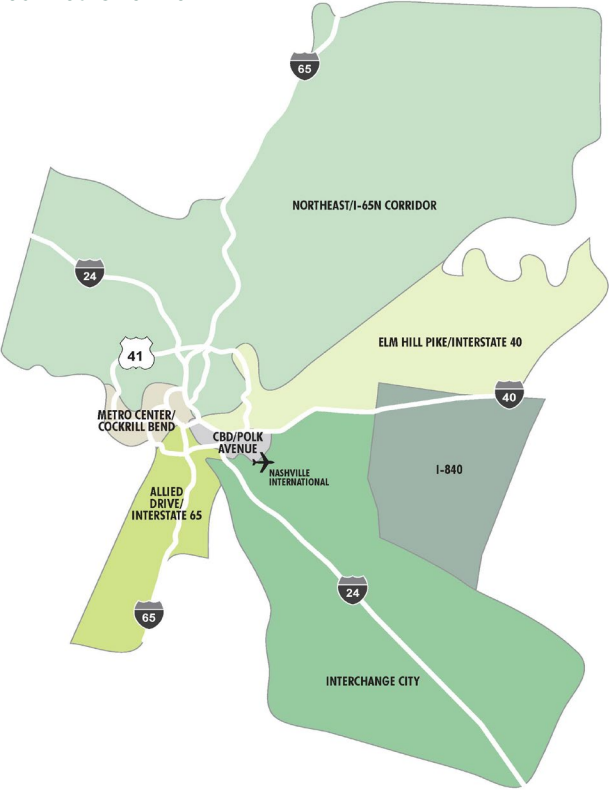 65
NORTHEAST/I-65N CORRIDOR
24
41
ELM HILL PIKE/INTERSTATE 40
40
METRO CENTER/
COCKRILL BEND
CBD/POLK
AVENUE
NASHVILLE
INTERNATIONAL
I-840
ALLIED
DRIVE/
INTERSTATE 65
24
65
INTERCHANGE CITY